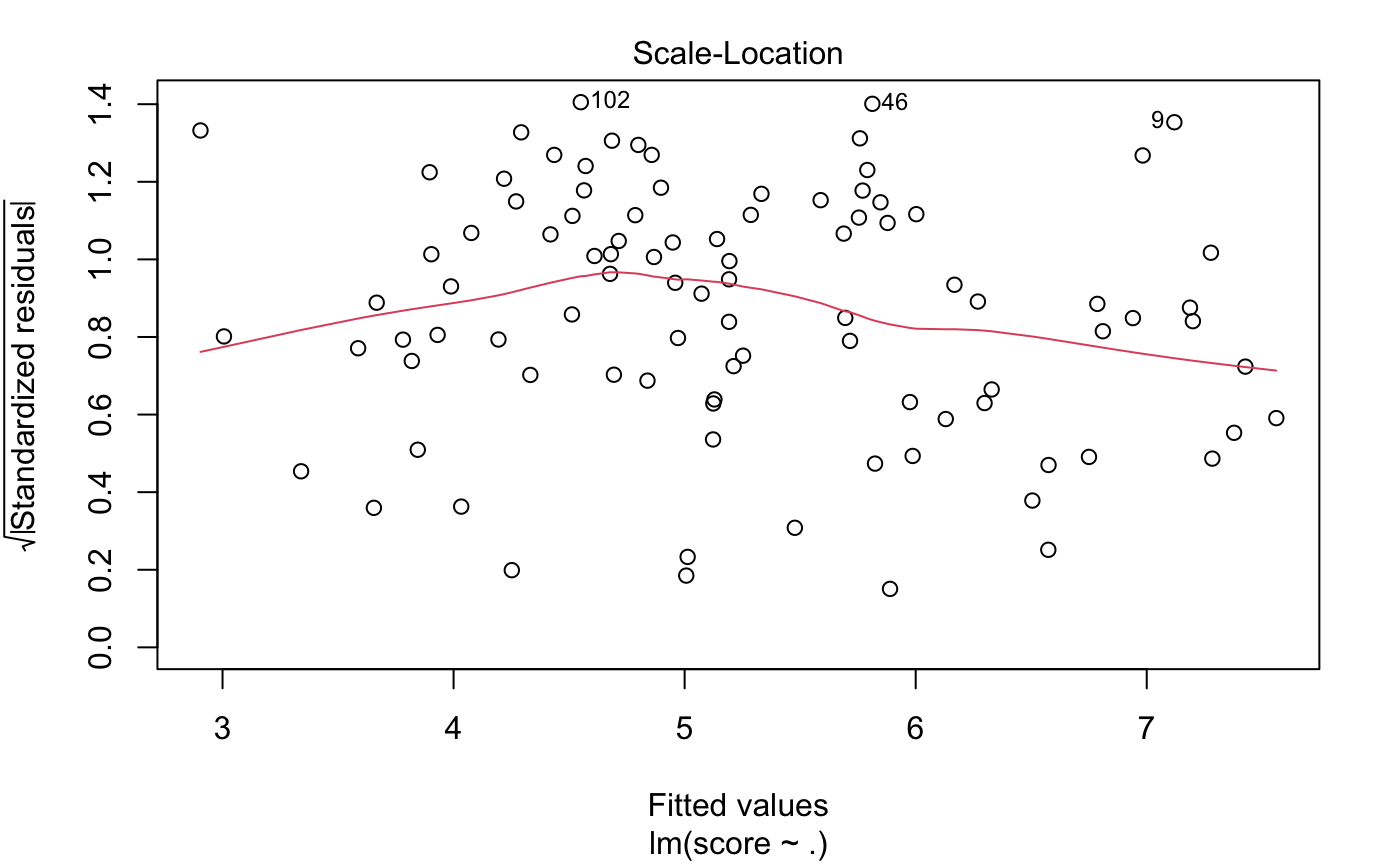 Scale-Location
√|Standardized residuals|
1.4
1.2
1.0
0.8
0.6
0.4
0.2
0.0
102
46
9
3 4 5 6 7
Fitted values
lm(score ~ .)